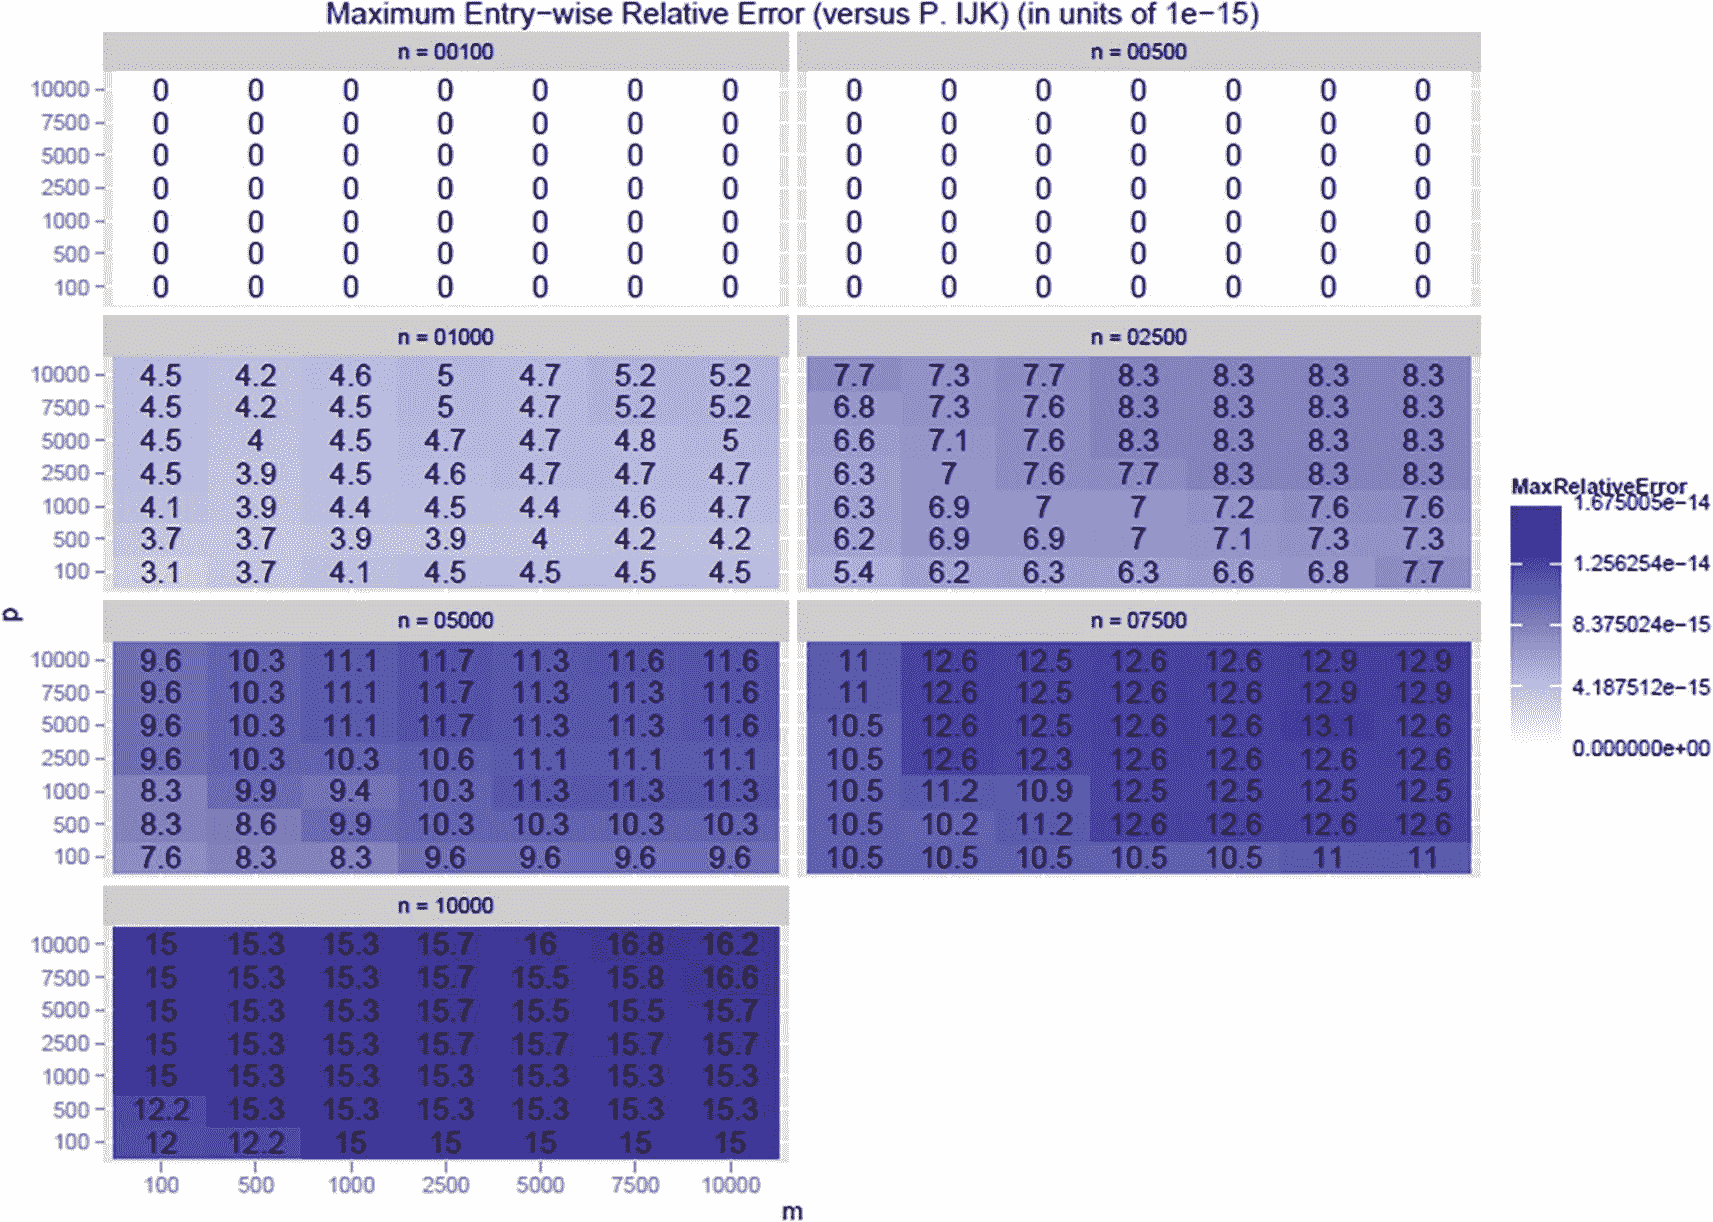 Maximum Entry−wise Relative Error (versus P. IJK) (in units of 1e−15)
n = 00100 n = 00500
10000 0 0 0 0 0 0 0 0 0 0 0 0 0 0
7500 0 0 0 0 0 0 0 0 0 0 0 0 0 0
5000 0 0 0 0 0 0 0 0 0 0 0 0 0 0
2500 0 0 0 0 0 0 0 0 0 0 0 0 0 0
1000 0 0 0 0 0 0 0 0 0 0 0 0 0 0
500 0 0 0 0 0 0 0 0 0 0 0 0 0 0
100 0 0 0 0 0 0 0 0 0 0 0 0 0 0
n = 01000 n = 02500
10000 4.5 4.2 4.6 5 4.7 5.2 5.2 7.7 7.3 7.7 8.3 8.3 8.3 8.3
7500 4.5 4.2 4.5 5 4.7 5.2 5.2 6.8 7.3 7.6 8.3 8.3 8.3 8.3
5000 4.5 4 4.5 4.7 4.7 4.8 5 6.6 7.1 7.6 8.3 8.3 8.3 8.3
2500 4.5 3.9 4.5 4.6 4.7 4.7 4.7 6.3 7 7.6 7.7 8.3 8.3 8.3
1000 4.1 3.9 4.4 4.5 4.4 4.6 4.7 6.3 6.9 7 7 7.2 7.6 7.6
500 3.7 3.7 3.9 3.9 4 4.2 4.2 6.2 6.9 6.9 7 7.1 7.3 7.3
100 3.1 3.7 4.1 4.5 4.5 4.5 4.5 5.4 6.2 6.3 6.3 6.6 6.8 7.7
p
n = 05000 n = 07500
10000 9.6 10.3 11.1 11.7 11.3 11.6 11.6 11 12.6 12.5 12.6 12.6 12.9 12.9
7500 9.6 10.3 11.1 11.7 11.3 11.3 11.6 11 12.6 12.5 12.6 12.6 12.9 12.9
5000 9.6 10.3 11.1 11.7 11.3 11.3 11.6 10.5 12.6 12.5 12.6 12.6 13.1 12.6
2500 9.6 10.3 10.3 10.6 11.1 11.1 11.1 10.5 12.6 12.3 12.6 12.6 12.6 12.6
1000 8.3 9.9 9.4 10.3 11.3 11.3 11.3 10.5 11.2 10.9 12.5 12.5 12.5 12.5
500 8.3 8.6 9.9 10.3 10.3 10.3 10.3 10.5 10.2 11.2 12.6 12.6 12.6 12.6
100 7.6 8.3 8.3 9.6 9.6 9.6 9.6 10.5 10.5 10.5 10.5 10.5 11 11
n = 10000
10000 15 15.3 15.3 15.7 16 16.8 16.2
7500 15 15.3 15.3 15.7 15.5 15.8 16.6
5000 15 15.3 15.3 15.7 15.5 15.5 15.7
2500 15 15.3 15.3 15.7 15.7 15.7 15.7
1000 15 15.3 15.3 15.3 15.3 15.3 15.3
500 12.2 15.3 15.3 15.3 15.3 15.3 15.3
100 12 12.2 15 15 15 15 15
100 500 1000 2500 5000 7500 10000
m
MaxRelativeError
1.675005e−14
1.256254e−14
8.375024e−15
4.187512e−15
0.000000e+00